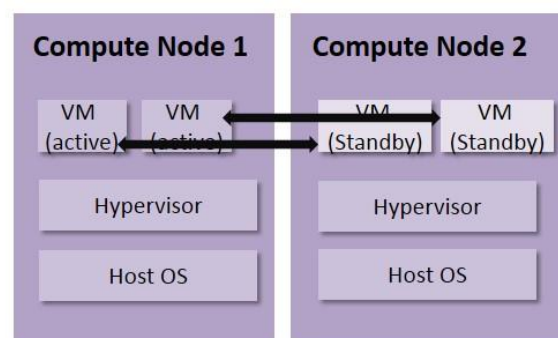 Compute Node 1
VM
(active)
VM
(active)
Hypervisor
Host OS
Compute Node 2
VM
(Standby)
VM
(Standby)
Hypervisor
Host OS